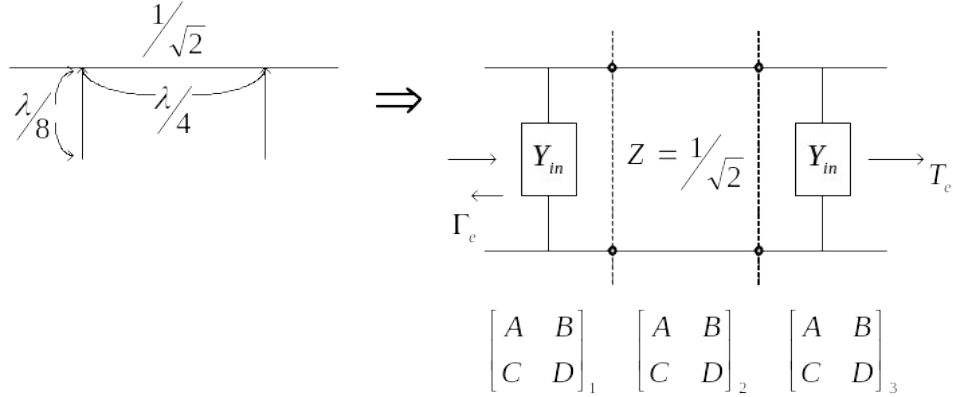 1/√2
λ/8
λ/4
⇒
Y_in
Z = 1/√2
Y_in
Γ_e
T_e
[A B
C D]_1
[A B
C D]_2
[A B
C D]_3